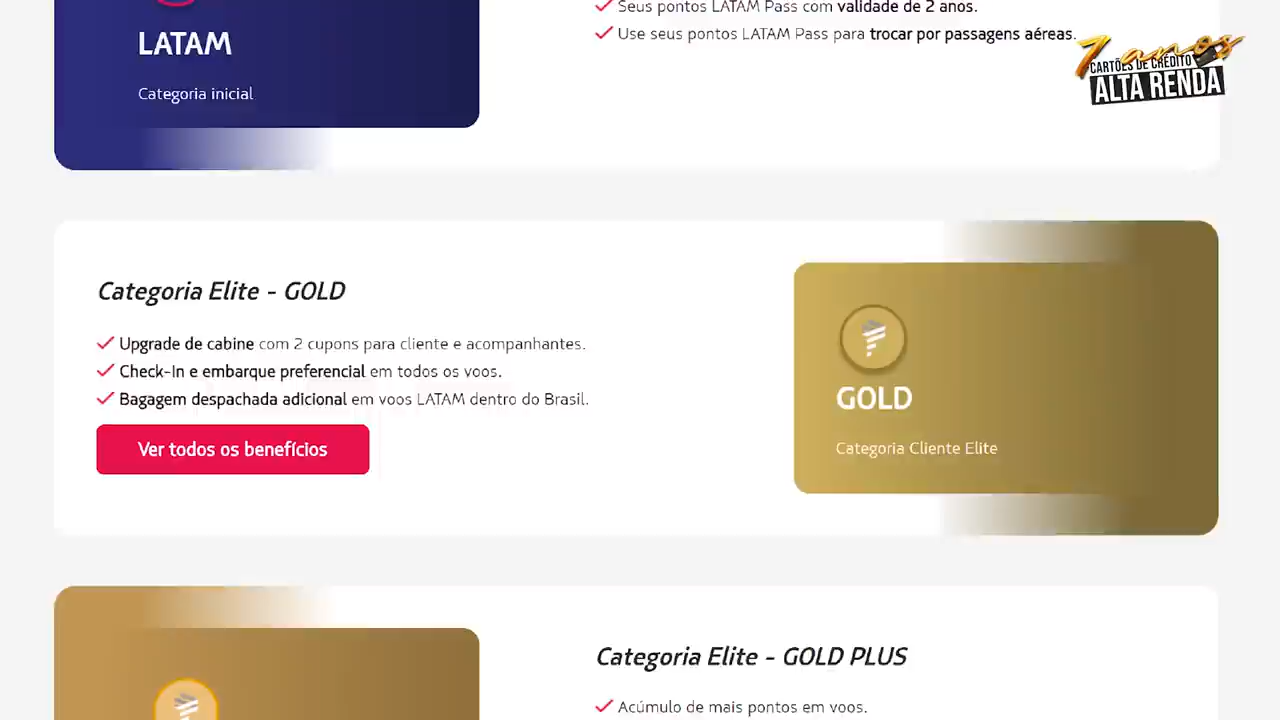 Seus pontos LATAM Pass com validade de 2 anos.
Use seus pontos LATAM Pass para trocar por passagens aéreas.
7 anos
CARTÕES DE CRÉDITO
ALTA RENDA
LATAM
Categoria inicial
Categoria Elite - GOLD
Upgrade de cabine com 2 cupons para cliente e acompanhantes.
Check-In e embarque preferencial em todos os voos.
Bagagem despachada adicional em voos LATAM dentro do Brasil.
Ver todos os benefícios
GOLD
Categoria Cliente Elite
Categoria Elite - GOLD PLUS
Acúmulo de mais pontos em voos.